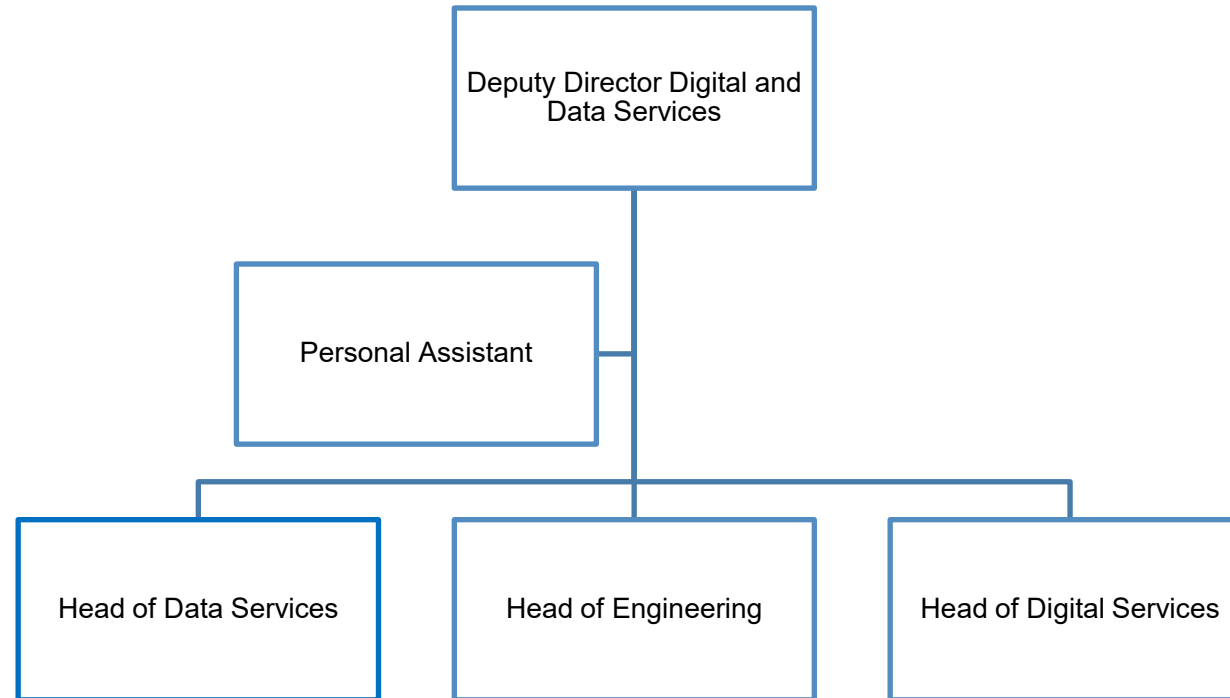 Deputy Director Digital and
Data Services
Personal Assistant
Head of Data Services
Head of Engineering
Head of Digital Services